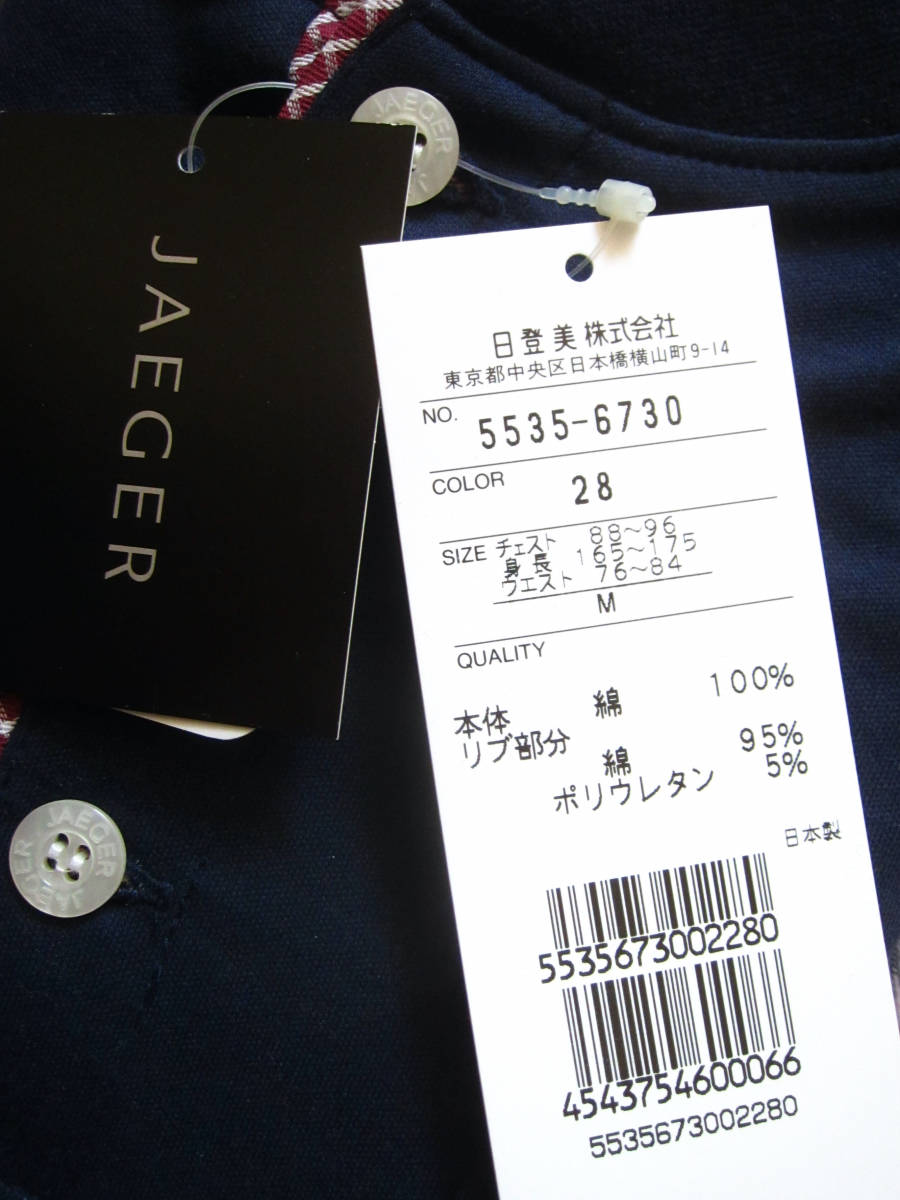 JAEGER
JAEGER
日登美株式会社
東京都中央区日本橋横山町9-14
NO. 5535-6730
COLOR 28
SIZE チェスト 88~96
身長 165~175
ウエスト 76~84
M
QUALITY
本体 綿 100%
リブ部分
綿 95%
ポリウレタン 5%
日本製
5535673002280
4543754600066
5535673002280
JAEGER
JAEGER